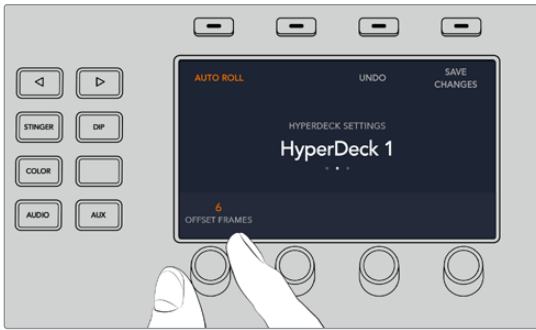 AUTO ROLL
UNDO
SAVE
CHANGES
HYPERDECK SETTINGS
HyperDeck 1
6
OFFSET FRAMES
STINGER
DIP
COLOR
AUDIO
AUX